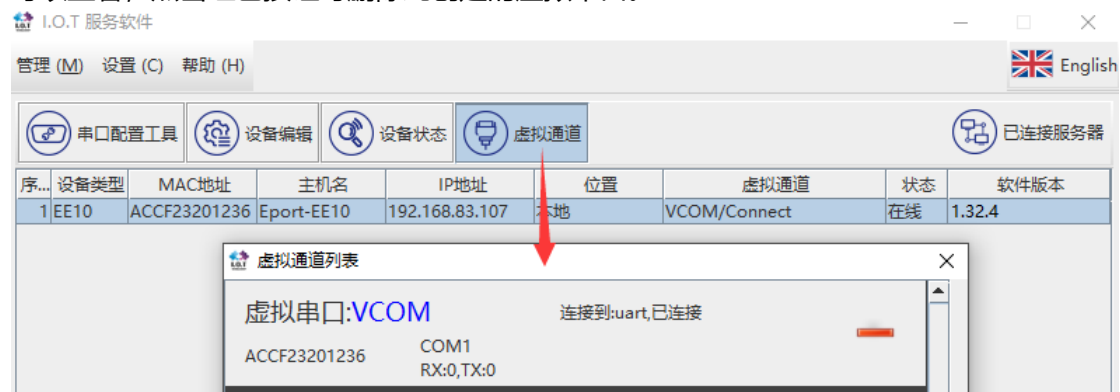 I.O.T 服务软件
管理 (M) 设置 (C) 帮助 (H) English
串口配置工具 设备编辑 设备状态 虚拟通道 已连接服务器
序... 设备类型 MAC地址 主机名 IP地址 位置 虚拟通道 状态 软件版本
1 EE10 ACCF23201236 Eport-EE10 192.168.83.107 本地 VCOM/Connect 在线 1.32.4
虚拟通道列表
虚拟串口:VCOM 连接到:uart,已连接
ACCF23201236 COM1
RX:0,TX:0